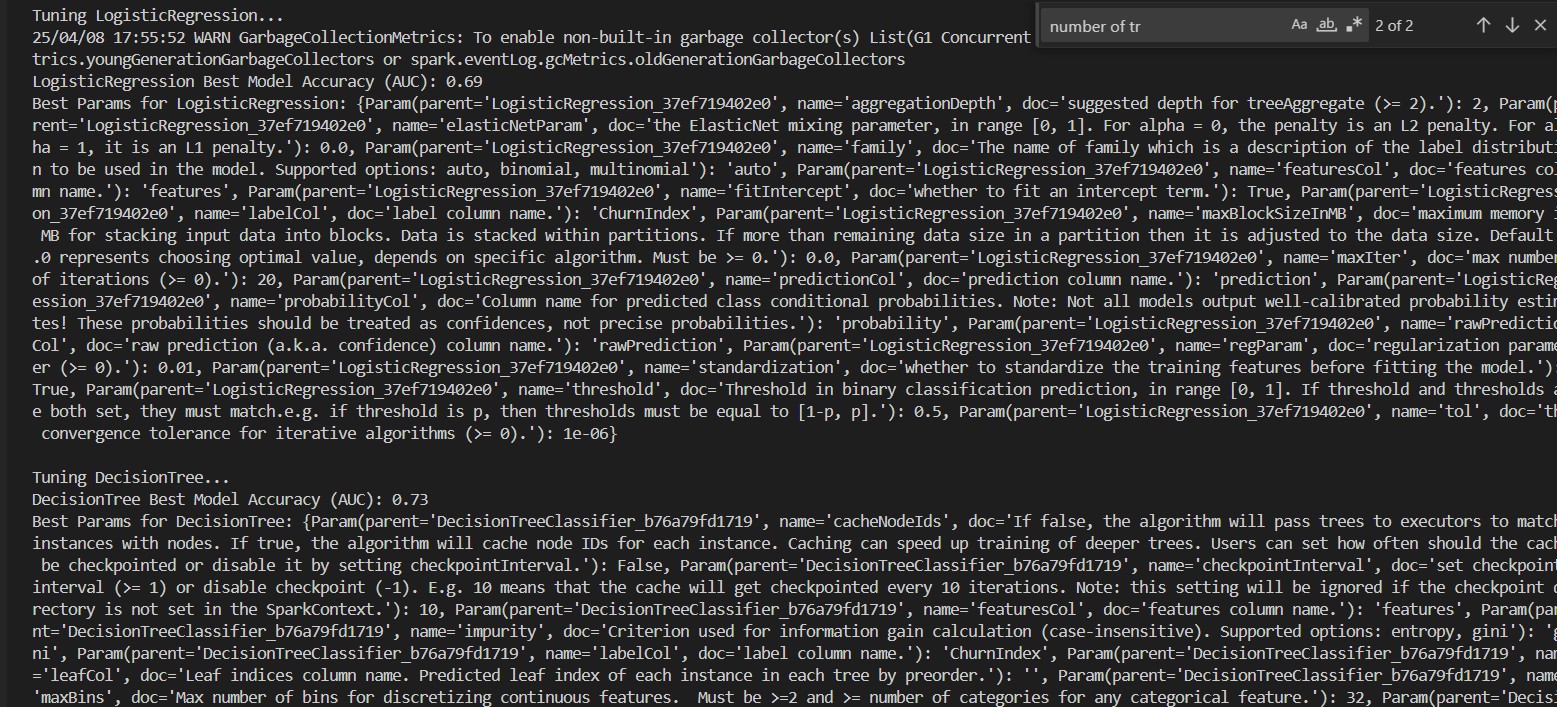 Tuning LogisticRegression...
number of tr
Aa ab .* 2 of 2
25/04/08 17:55:52 WARN GarbageCollectionMetrics: To enable non-built-in garbage collector(s) List(G1 Concurrent
trics.youngGenerationGarbageCollectors or spark.eventLog.gcMetrics.oldGenerationGarbageCollectors
LogisticRegression Best Model Accuracy (AUC): 0.69
Best Params for LogisticRegression: {Param(parent='LogisticRegression_37ef719402e0', name='aggregationDepth', doc='suggested depth for treeAggregate (>= 2).'): 2, Param(p
rent='LogisticRegression_37ef719402e0', name='elasticNetParam', doc='the ElasticNet mixing parameter, in range [0, 1]. For alpha = 0, the penalty is an L2 penalty. For al
ha = 1, it is an L1 penalty.'): 0.0, Param(parent='LogisticRegression_37ef719402e0', name='family', doc='The name of family which is a description of the label distributi
n to be used in the model. Supported options: auto, binomial, multinomial'): 'auto', Param(parent='LogisticRegression_37ef719402e0', name='featuresCol', doc='features co
mn name.'): 'features', Param(parent='LogisticRegression_37ef719402e0', name='fitIntercept', doc='whether to fit an intercept term.'): True, Param(parent='LogisticRegress
on_37ef719402e0', name='labelCol', doc='label column name.'): 'ChurnIndex', Param(parent='LogisticRegression_37ef719402e0', name='maxBlockSizeInMB', doc='maximum memory i
MB for stacking input data into blocks. Data is stacked within partitions. If more than remaining data size in a partition then it is adjusted to the data size. Default
.0 represents choosing optimal value, depends on specific algorithm. Must be >= 0.'): 0.0, Param(parent='LogisticRegression_37ef719402e0', name='maxIter', doc='max number
of iterations (>= 0).'): 20, Param(parent='LogisticRegression_37ef719402e0', name='predictionCol', doc='prediction column name.'): 'prediction', Param(parent='LogisticReg
ession_37ef719402e0', name='probabilityCol', doc='Column name for predicted class conditional probabilities. Note: Not all models output well-calibrated probability estim
tes! These probabilities should be treated as confidences, not precise probabilities.'): 'probability', Param(parent='LogisticRegression_37ef719402e0', name='rawPredictio
Col', doc='raw prediction (a.k.a. confidence) column name.'): 'rawPrediction', Param(parent='LogisticRegression_37ef719402e0', name='regParam', doc='regularization parame
er (>= 0).'): 0.01, Param(parent='LogisticRegression_37ef719402e0', name='standardization', doc='whether to standardize the training features before fitting the model.'):
True, Param(parent='LogisticRegression_37ef719402e0', name='threshold', doc='Threshold in binary classification prediction, in range [0, 1]. If threshold and thresholds a
e both set, they must match.e.g. if threshold is p, then thresholds must be equal to [1-p, p].'): 0.5, Param(parent='LogisticRegression_37ef719402e0', name='tol', doc='th
convergence tolerance for iterative algorithms (>= 0).'): 1e-06}
Tuning DecisionTree...
DecisionTree Best Model Accuracy (AUC): 0.73
Best Params for DecisionTree: {Param(parent='DecisionTreeClassifier_b76a79fd1719', name='cacheNodeIds', doc='If false, the algorithm will pass trees to executors to match
instances with nodes. If true, the algorithm will cache node IDs for each instance. Caching can speed up training of deeper trees. Users can set how often should the cach
be checkpointed or disable it by setting checkpointInterval.'): False, Param(parent='DecisionTreeClassifier_b76a79fd1719', name='checkpointInterval', doc='set checkpoint
interval (>= 1) or disable checkpoint (-1). E.g. 10 means that the cache will get checkpointed every 10 iterations. Note: this setting will be ignored if the checkpoint d
rectory is not set in the SparkContext.'): 10, Param(parent='DecisionTreeClassifier_b76a79fd1719', name='featuresCol', doc='features column name.'): 'features', Param(par
nt='DecisionTreeClassifier_b76a79fd1719', name='impurity', doc='Criterion used for information gain calculation (case-insensitive). Supported options: entropy, gini'): 'g
ni', Param(parent='DecisionTreeClassifier_b76a79fd1719', name='labelCol', doc='label column name.'): 'ChurnIndex', Param(parent='DecisionTreeClassifier_b76a79fd1719', nam
='leafCol', doc='Leaf indices column name. Predicted leaf index of each instance in each tree by preorder.'): '', Param(parent='DecisionTreeClassifier_b76a79fd1719', name
'maxBins', doc='Max number of bins for discretizing continuous features.  Must be >=2 and >= number of categories for any categorical feature.'): 32, Param(parent='Decis